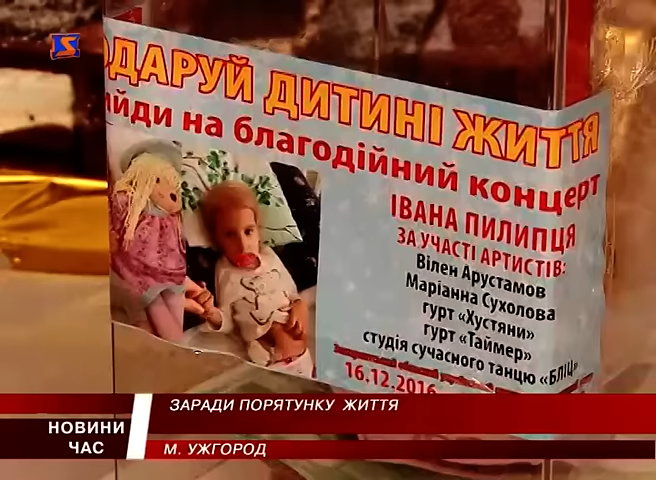 ОДАРУЙ ДИТИНІ ЖИТТЯ
йди на благодійний концерт
ІВАНА ПИЛИПЦЯ
ЗА УЧАСТІ АРТИСТІВ:
Вілен Арустамов
Маріанна Сухолова
гурт «Хустяни»
гурт «Таймер»
студія сучасного танцю «БЛІЦ»
16.12.2016
ЗАРАДИ ПОРЯТУНКУ ЖИТТЯ
НОВИНИ
ЧАС
М. УЖГОРОД